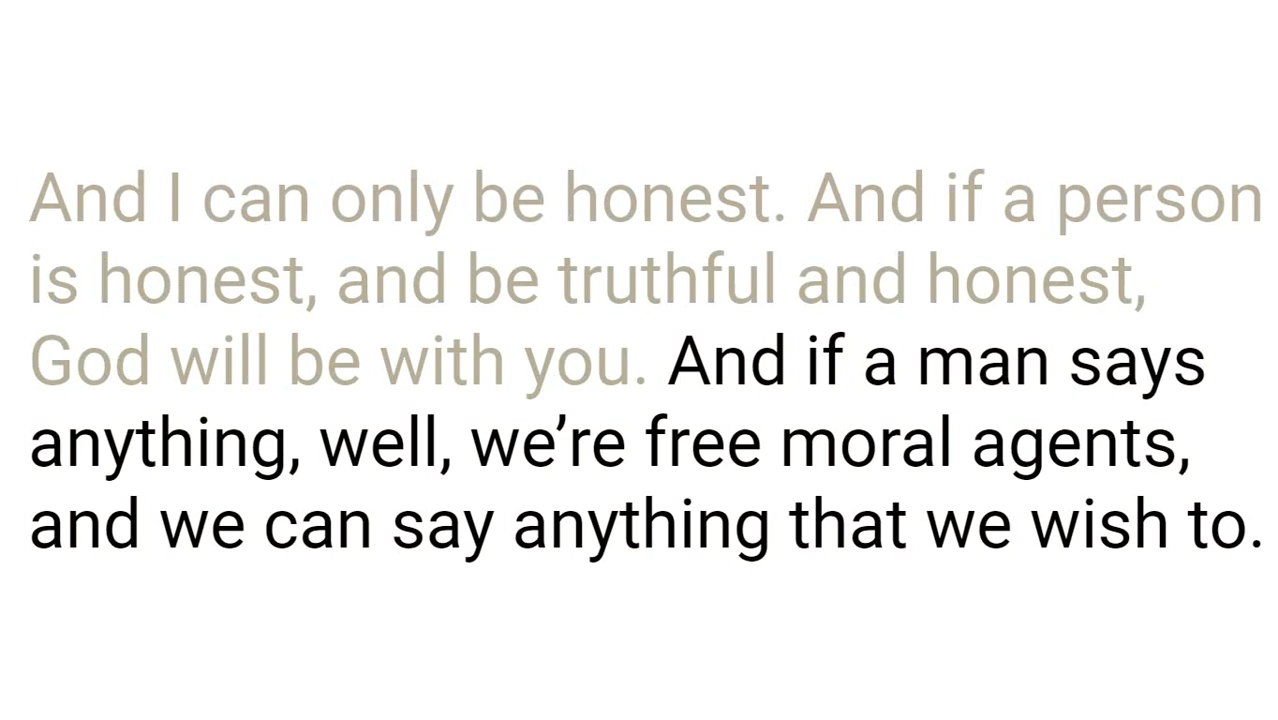 And I can only be honest. And if a person
is honest, and be truthful and honest,
God will be with you. And if a man says
anything, well, we’re free moral agents,
and we can say anything that we wish to.